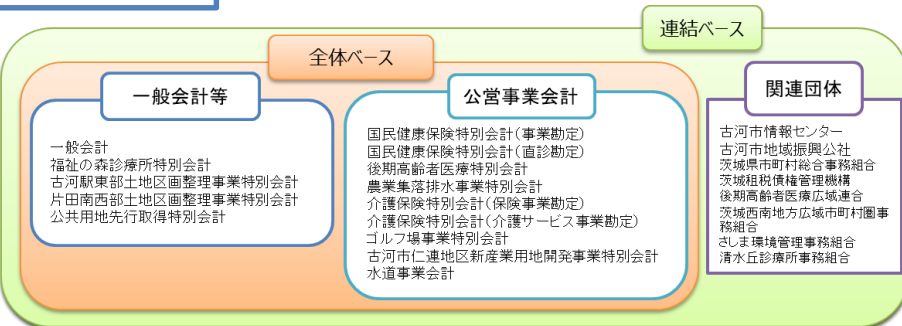 連結ベース
全体ベース
一般会計等
一般会計
福祉の森診療所特別会計
古河駅東部土地区画整理事業特別会計
片田南西部土地区画整理事業特別会計
公共用地先行取得特別会計
公営事業会計
国民健康保険特別会計(事業勘定)
国民健康保険特別会計(直診勘定)
後期高齢者医療特別会計
農業集落排水事業特別会計
介護保険特別会計(保険事業勘定)
介護保険特別会計(介護サービス事業勘定)
ゴルフ場事業特別会計
古河市仁連地区新産業用地開発事業特別会計
水道事業会計
関連団体
古河市情報センター
古河市地域振興公社
茨城県市町村総合事務組合
茨城租税債権管理機構
後期高齢者医療広域連合
茨城西南地方広域市町村圏事
務組合
さしま環境管理事務組合
清水丘診療所事務組合